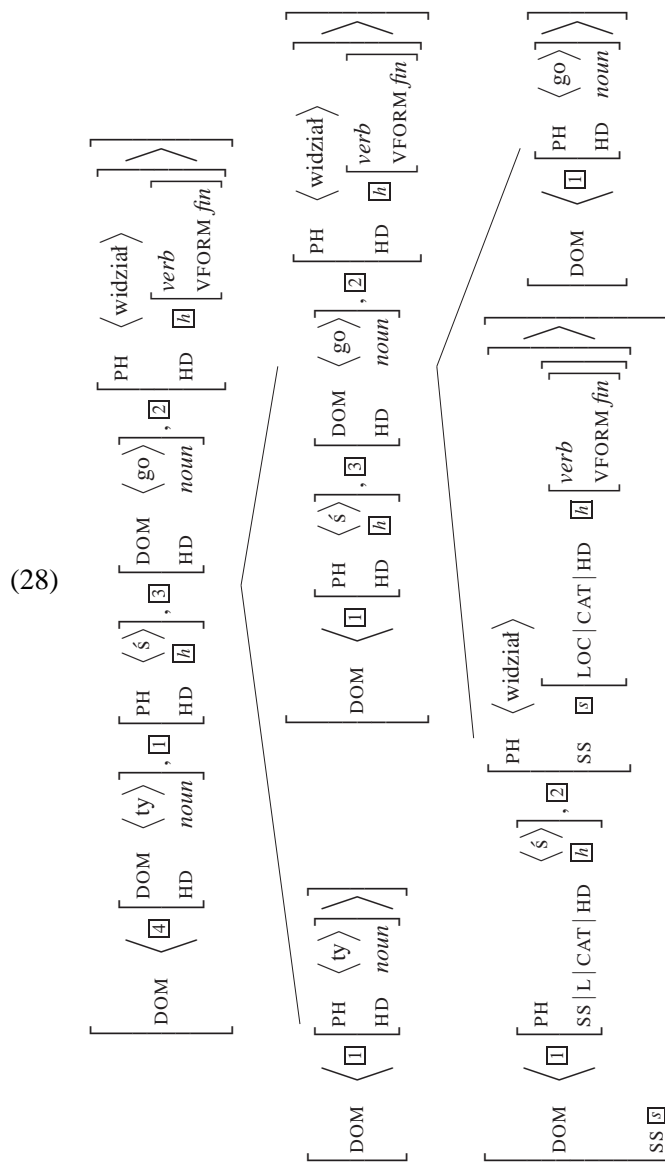 (28)
[DOM ⟨ 4 [DOM ⟨ty⟩, 1 [PH ⟨ś⟩, 3 [DOM ⟨go⟩, 2 [PH ⟨widział⟩
HD noun] HD h] HD noun] HD h [verb
VFORM fin]] ⟩]
[DOM ⟨ 1 [PH ⟨ty⟩
HD noun] ⟩]
[DOM ⟨ 1 [PH ⟨ś⟩, 3 [DOM ⟨go⟩, 2 [PH ⟨widział⟩
HD h] HD noun] HD h [verb
VFORM fin]] ⟩]
[DOM ⟨ 1 [PH ⟨ś⟩, 2 [PH ⟨widział⟩
SS|L|CAT|HD h] SS s [LOC|CAT|HD h [verb
VFORM fin]]] ⟩
SS s]
[DOM ⟨ 1 [PH ⟨go⟩
HD noun] ⟩]